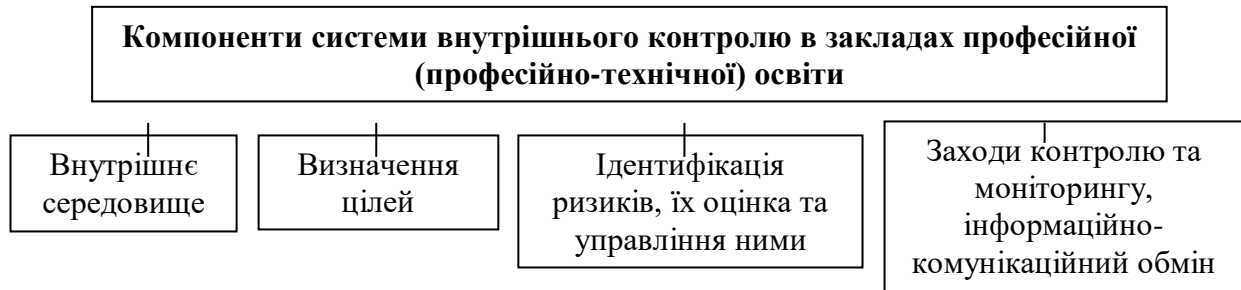 Компоненти системи внутрішнього контролю в закладах професійної
(професійно-технічної) освіти
Внутрішнє
середовище
Визначення
цілей
Ідентифікація
ризиків, їх оцінка та
управління ними
Заходи контролю та
моніторингу,
інформаційно-
комунікаційний обмін